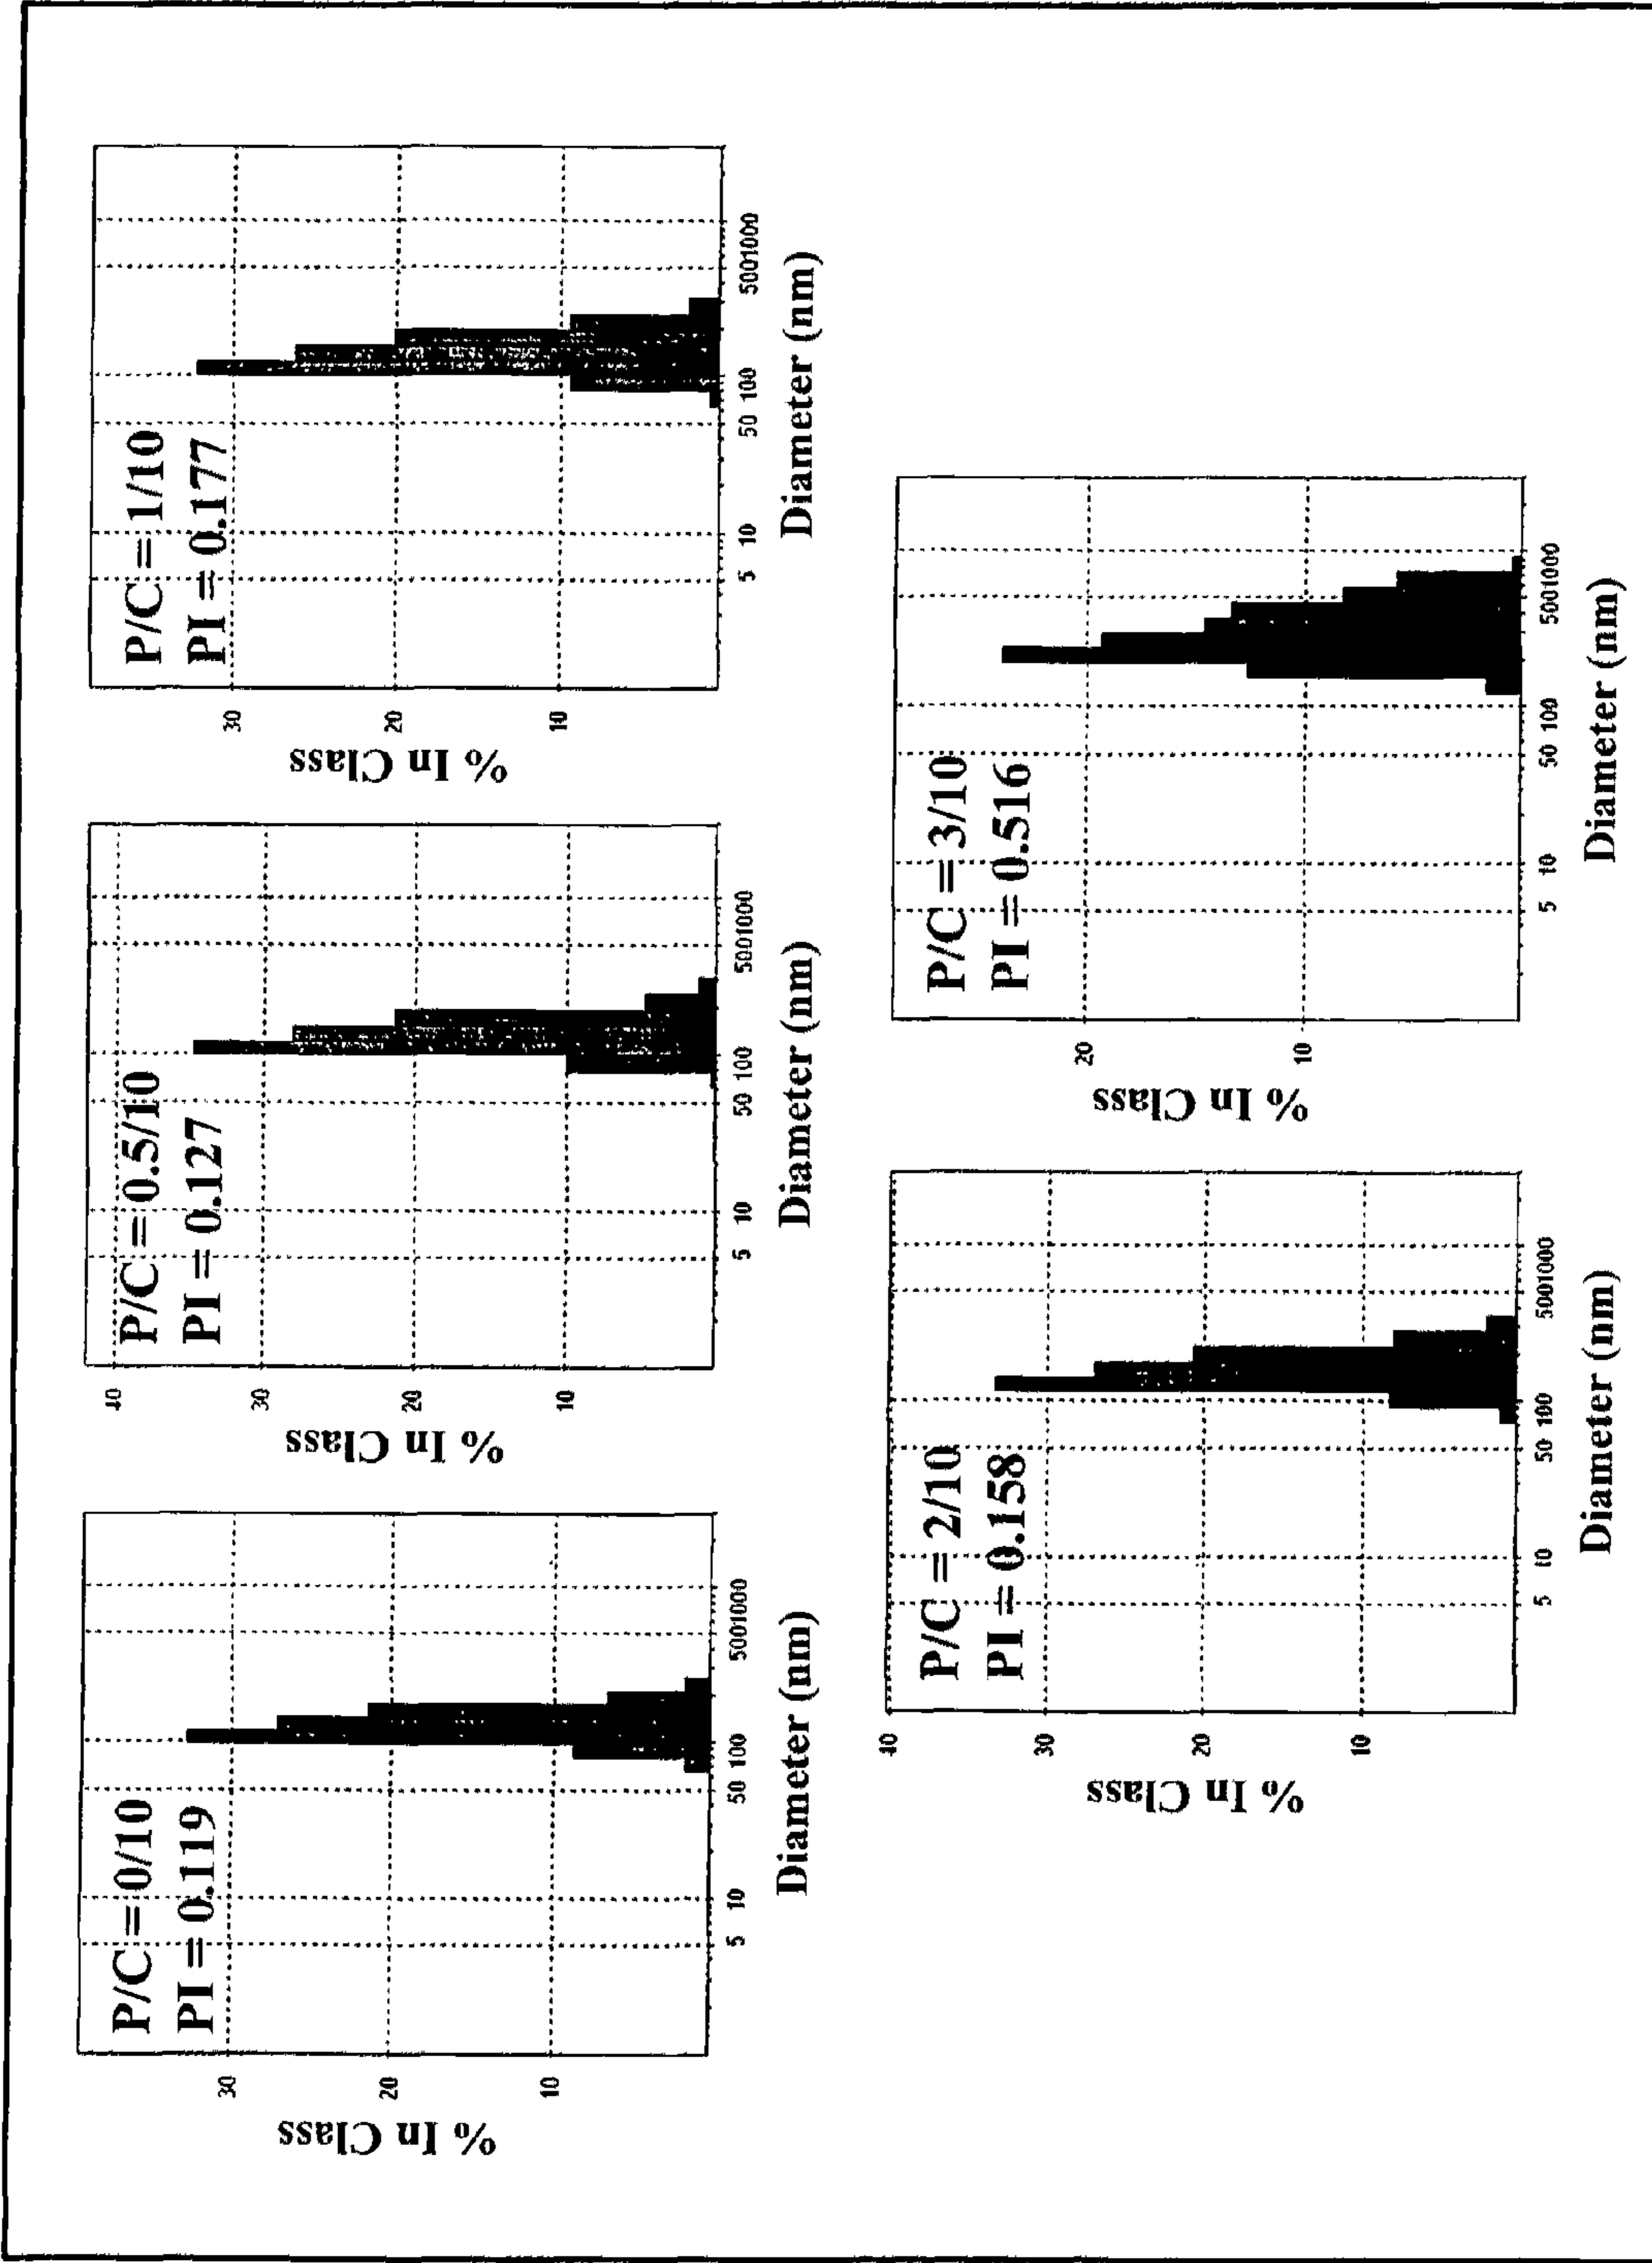 P/C = 0/10
PI = 0.119
30
20
10
% In Class
5 10 50 100 5001000
Diameter (nm)
P/C = 0.5/10
PI = 0.127
40
30
20
10
% In Class
5 10 50 100 5001000
Diameter (nm)
P/C = 1/10
PI = 0.177
30
20
10
% In Class
5 10 50 100 5001000
Diameter (nm)
P/C = 2/10
PI = 0.158
40
30
20
10
% In Class
5 10 50 100 5001000
Diameter (nm)
P/C = 3/10
PI = 0.516
20
10
% In Class
5 10 50 100 5001000
Diameter (nm)